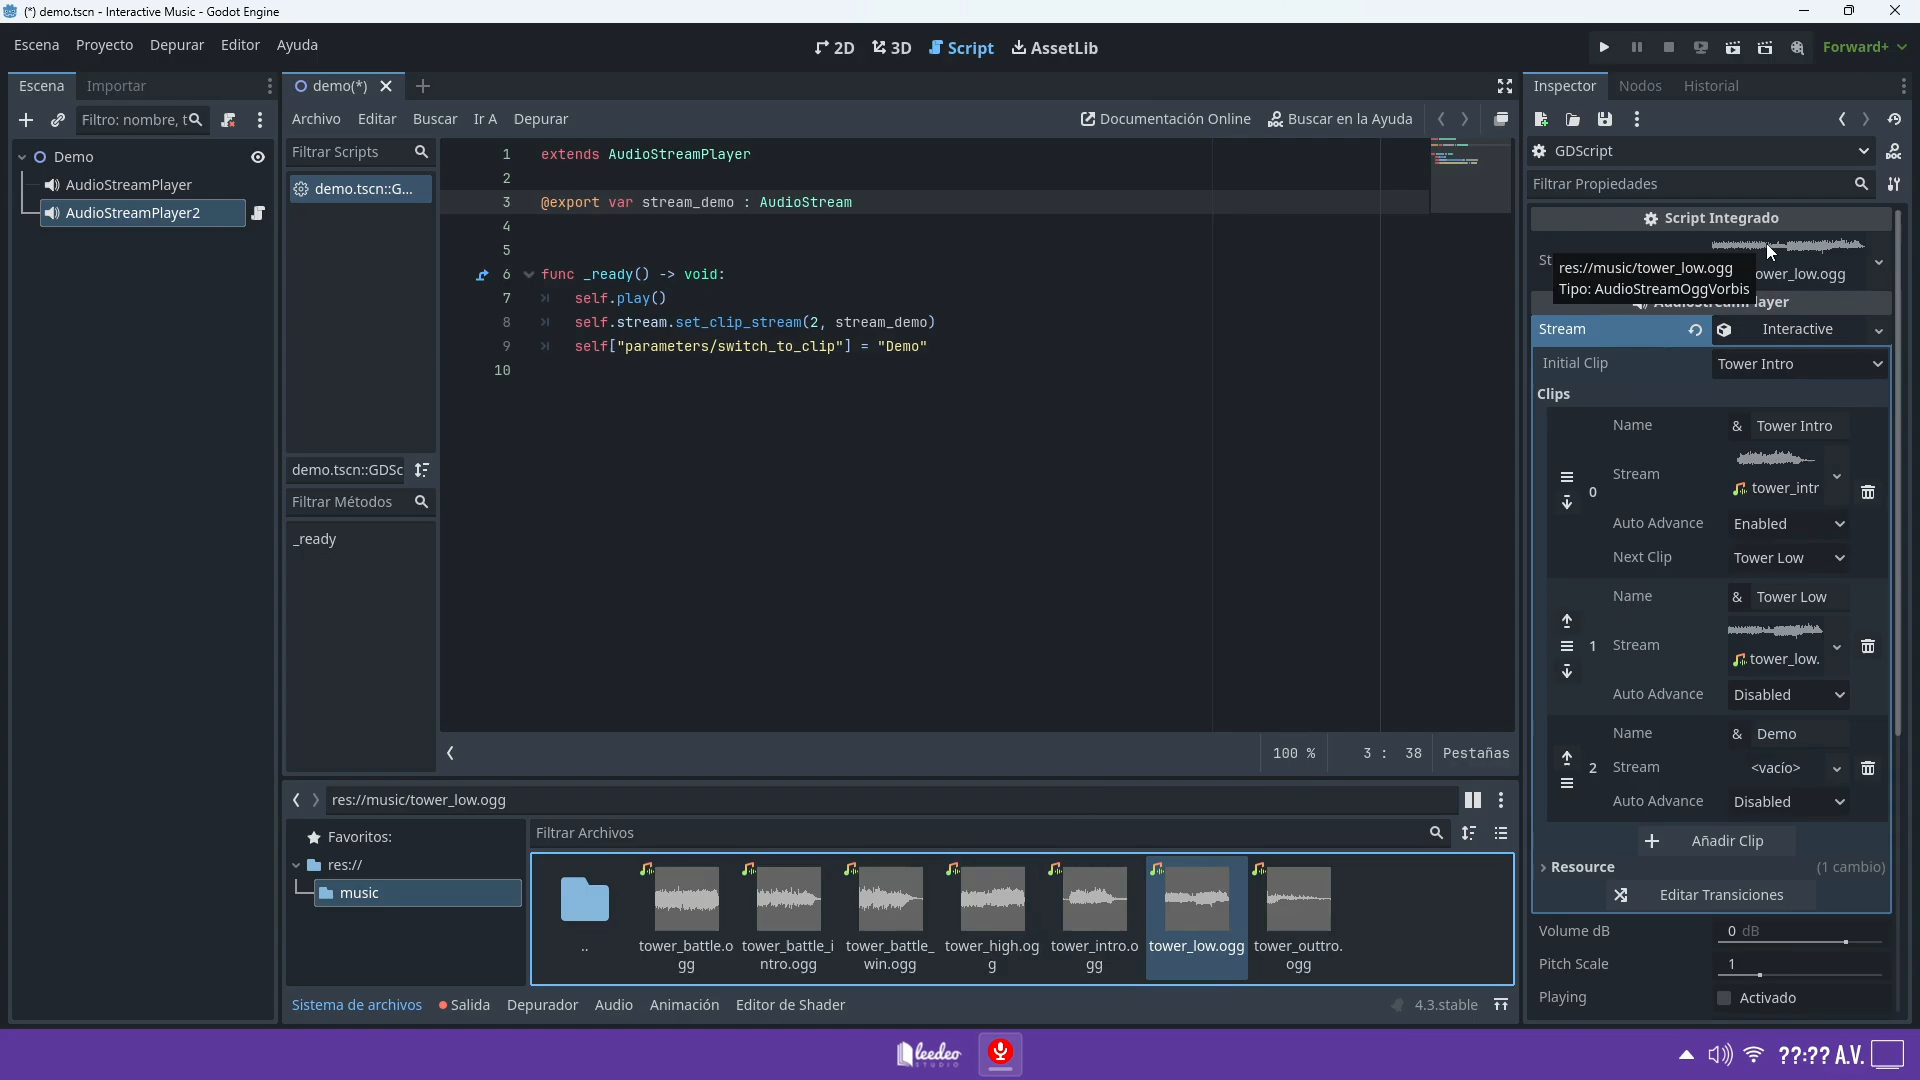 (*) demo.tscn - Interactive Music - Godot Engine
Escena Proyecto Depurar Editor Ayuda
2D 3D Script AssetLib
Forward+
Escena Importar
demo(*)
Inspector Nodos Historial
Filtro: nombre, t
Archivo Editar Buscar Ir A Depurar
Documentación Online Buscar en la Ayuda
Demo
AudioStreamPlayer
AudioStreamPlayer2
Filtrar Scripts
demo.tscn::G...
demo.tscn::GDSc
Filtrar Métodos
_ready
1 extends AudioStreamPlayer
2
3 @export var stream_demo : AudioStream
4
5
6 func _ready() -> void:
7 self.play()
8 self.stream.set_clip_stream(2, stream_demo)
9 self["parameters/switch_to_clip"] = "Demo"
10
100 % 3 : 38 Pestañas
GDScript
Filtrar Propiedades
Script Integrado
St
ower_low.ogg
res://music/tower_low.ogg
Tipo: AudioStreamOggVorbis
Stream Interactive
Initial Clip Tower Intro
Clips
Name & Tower Intro
0 Stream tower_intr
Auto Advance Enabled
Next Clip Tower Low
Name & Tower Low
1 Stream tower_low.
Auto Advance Disabled
Name & Demo
2 Stream <vacío>
Auto Advance Disabled
+ Añadir Clip
Resource (1 cambio)
Editar Transiciones
Volume dB 0 dB
Pitch Scale 1
Playing Activado
res://music/tower_low.ogg
Favoritos:
res://
music
Filtrar Archivos
..
tower_battle.o
gg
tower_battle_i
ntro.ogg
tower_battle_
win.ogg
tower_high.og
g
tower_intro.o
gg
tower_low.ogg
tower_outtro.
ogg
Sistema de archivos Salida Depurador Audio Animación Editor de Shader
4.3.stable
leedeo
STUDIO
??:?? A.V.